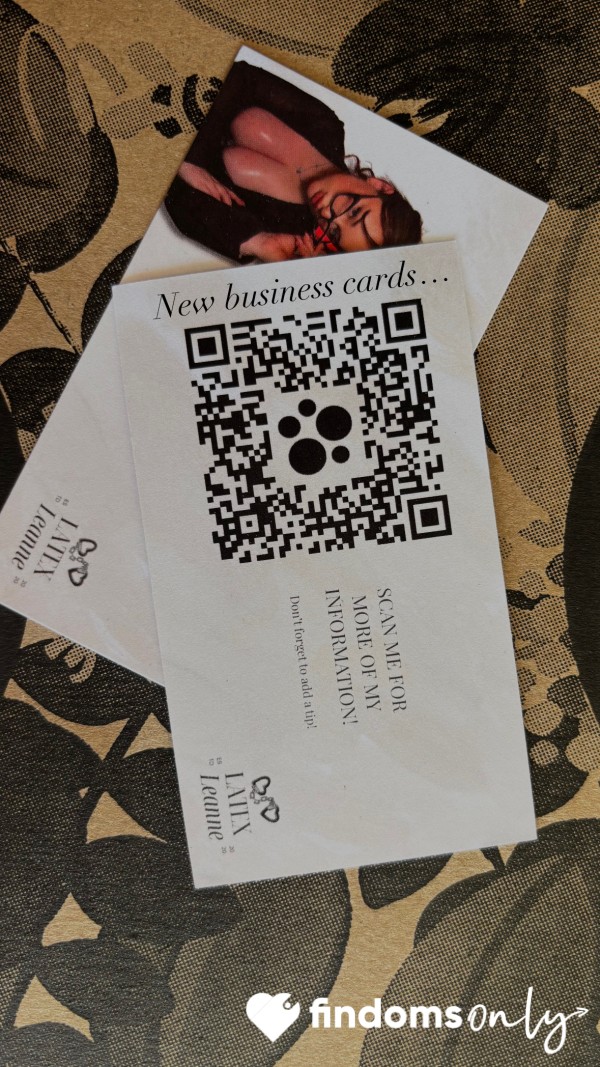 New business cards...
SCAN ME FOR
MORE OF MY
INFORMATION!
Don't forget to add a tip!
LATEX
Leanne
LATEX
Leanne
findomsonly